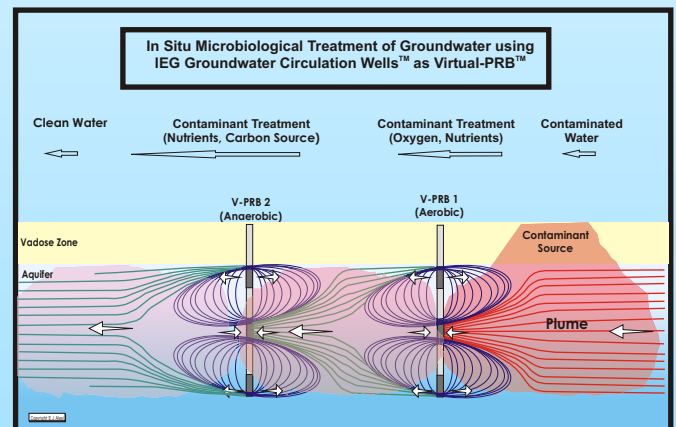 In Situ Microbiological Treatment of Groundwater using
IEG Groundwater Circulation Wells™ as Virtual-PRB™
Clean Water
Contaminant Treatment
(Nutrients, Carbon Source)
Contaminant Treatment
(Oxygen, Nutrients)
Contaminated
Water
V-PRB 2
(Anaerobic)
V-PRB 1
(Aerobic)
Contaminant
Source
Vadose Zone
Aquifer
Plume